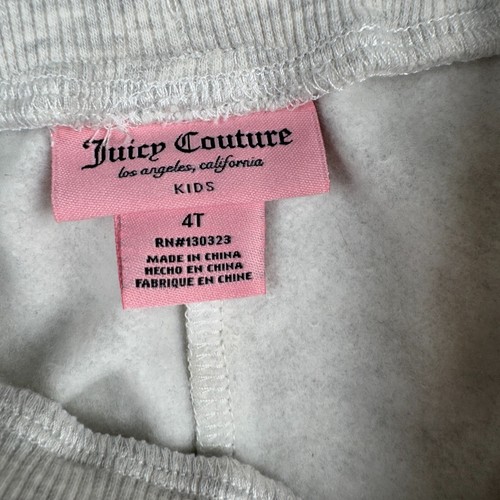 Juicy Couture
los angeles, california
KIDS
4T
RN#130323
MADE IN CHINA
HECHO EN CHINA
FABRIQUE EN CHINE